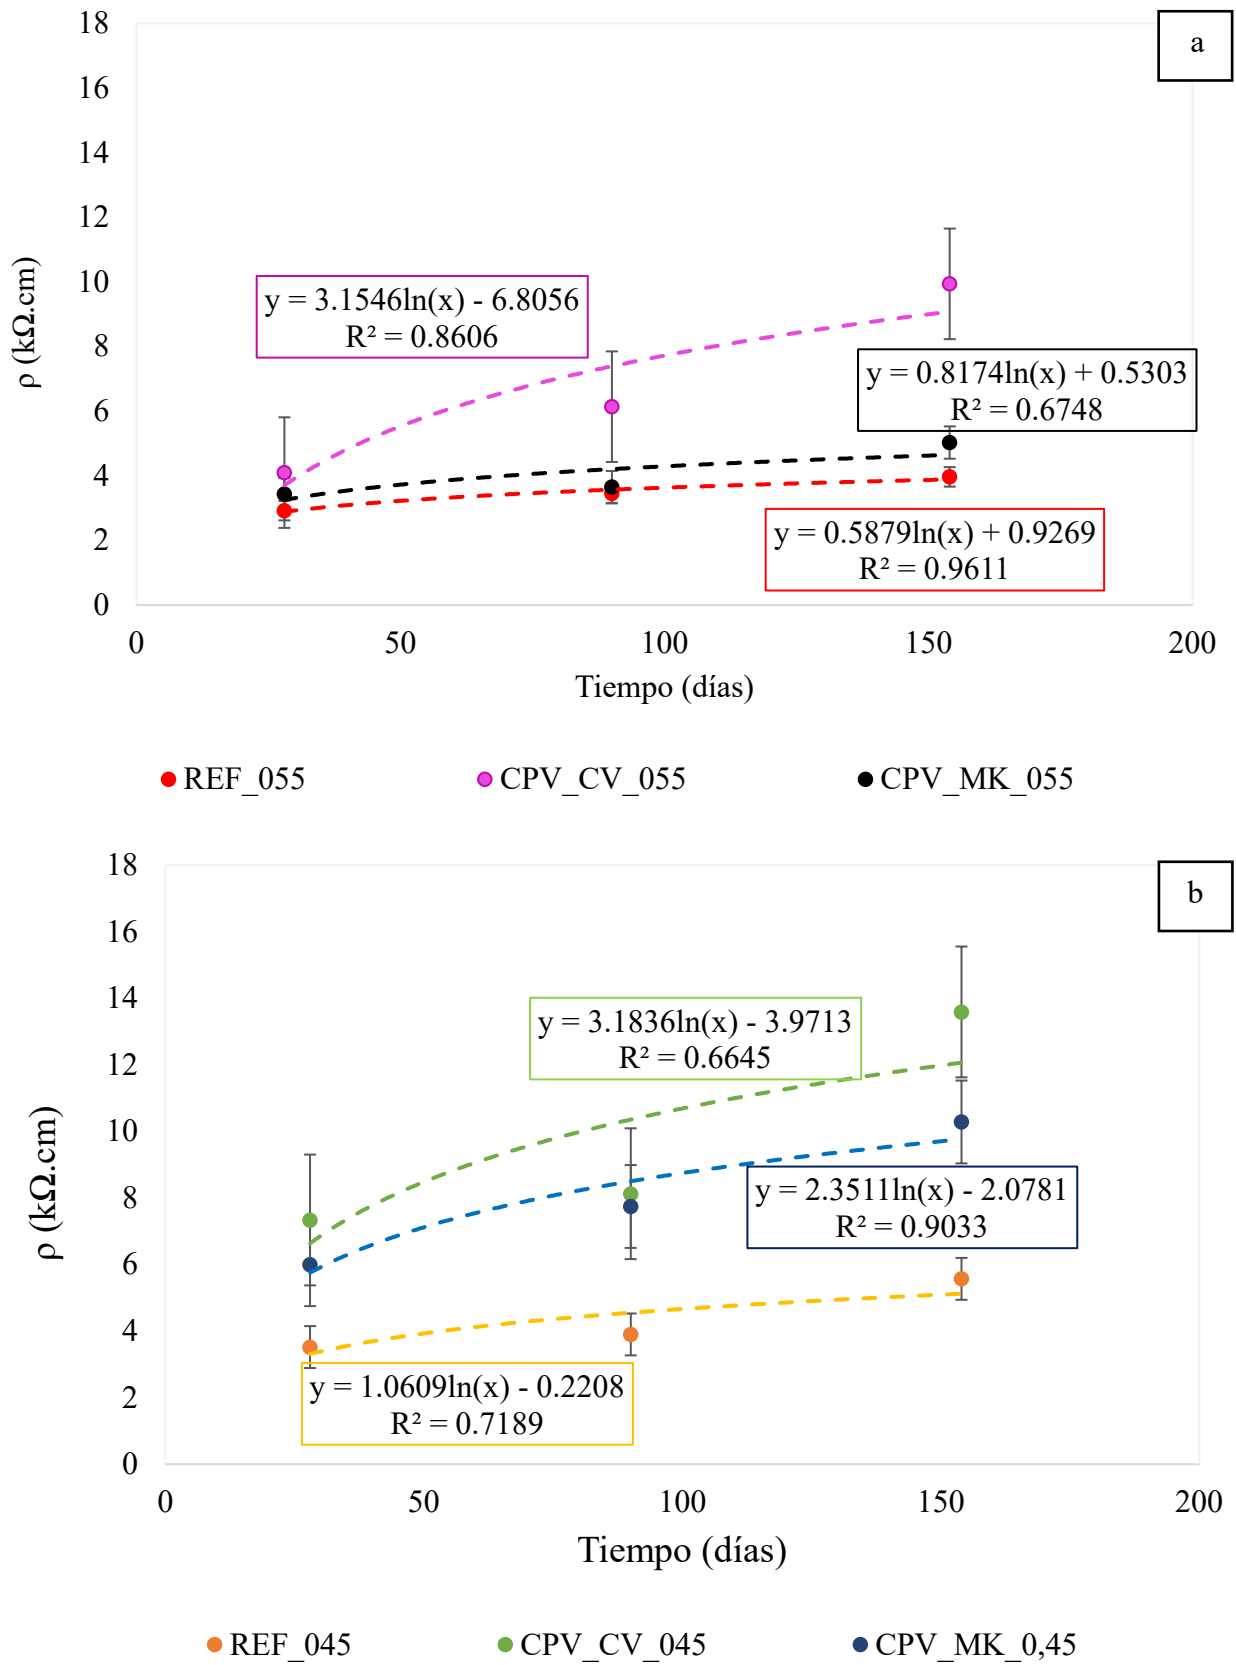 a
18
16
14
12
10
8
6
4
2
0
ρ (kΩ.cm)
y = 3.1546ln(x) - 6.8056
R² = 0.8606
y = 0.8174ln(x) + 0.5303
R² = 0.6748
y = 0.5879ln(x) + 0.9269
R² = 0.9611
0 50 100 150 200
Tiempo (días)
REF_055 CPV_CV_055 CPV_MK_055
b
18
16
14
12
10
8
6
4
2
0
ρ (kΩ.cm)
y = 3.1836ln(x) - 3.9713
R² = 0.6645
y = 2.3511ln(x) - 2.0781
R² = 0.9033
y = 1.0609ln(x) - 0.2208
R² = 0.7189
0 50 100 150 200
Tiempo (días)
REF_045 CPV_CV_045 CPV_MK_0,45